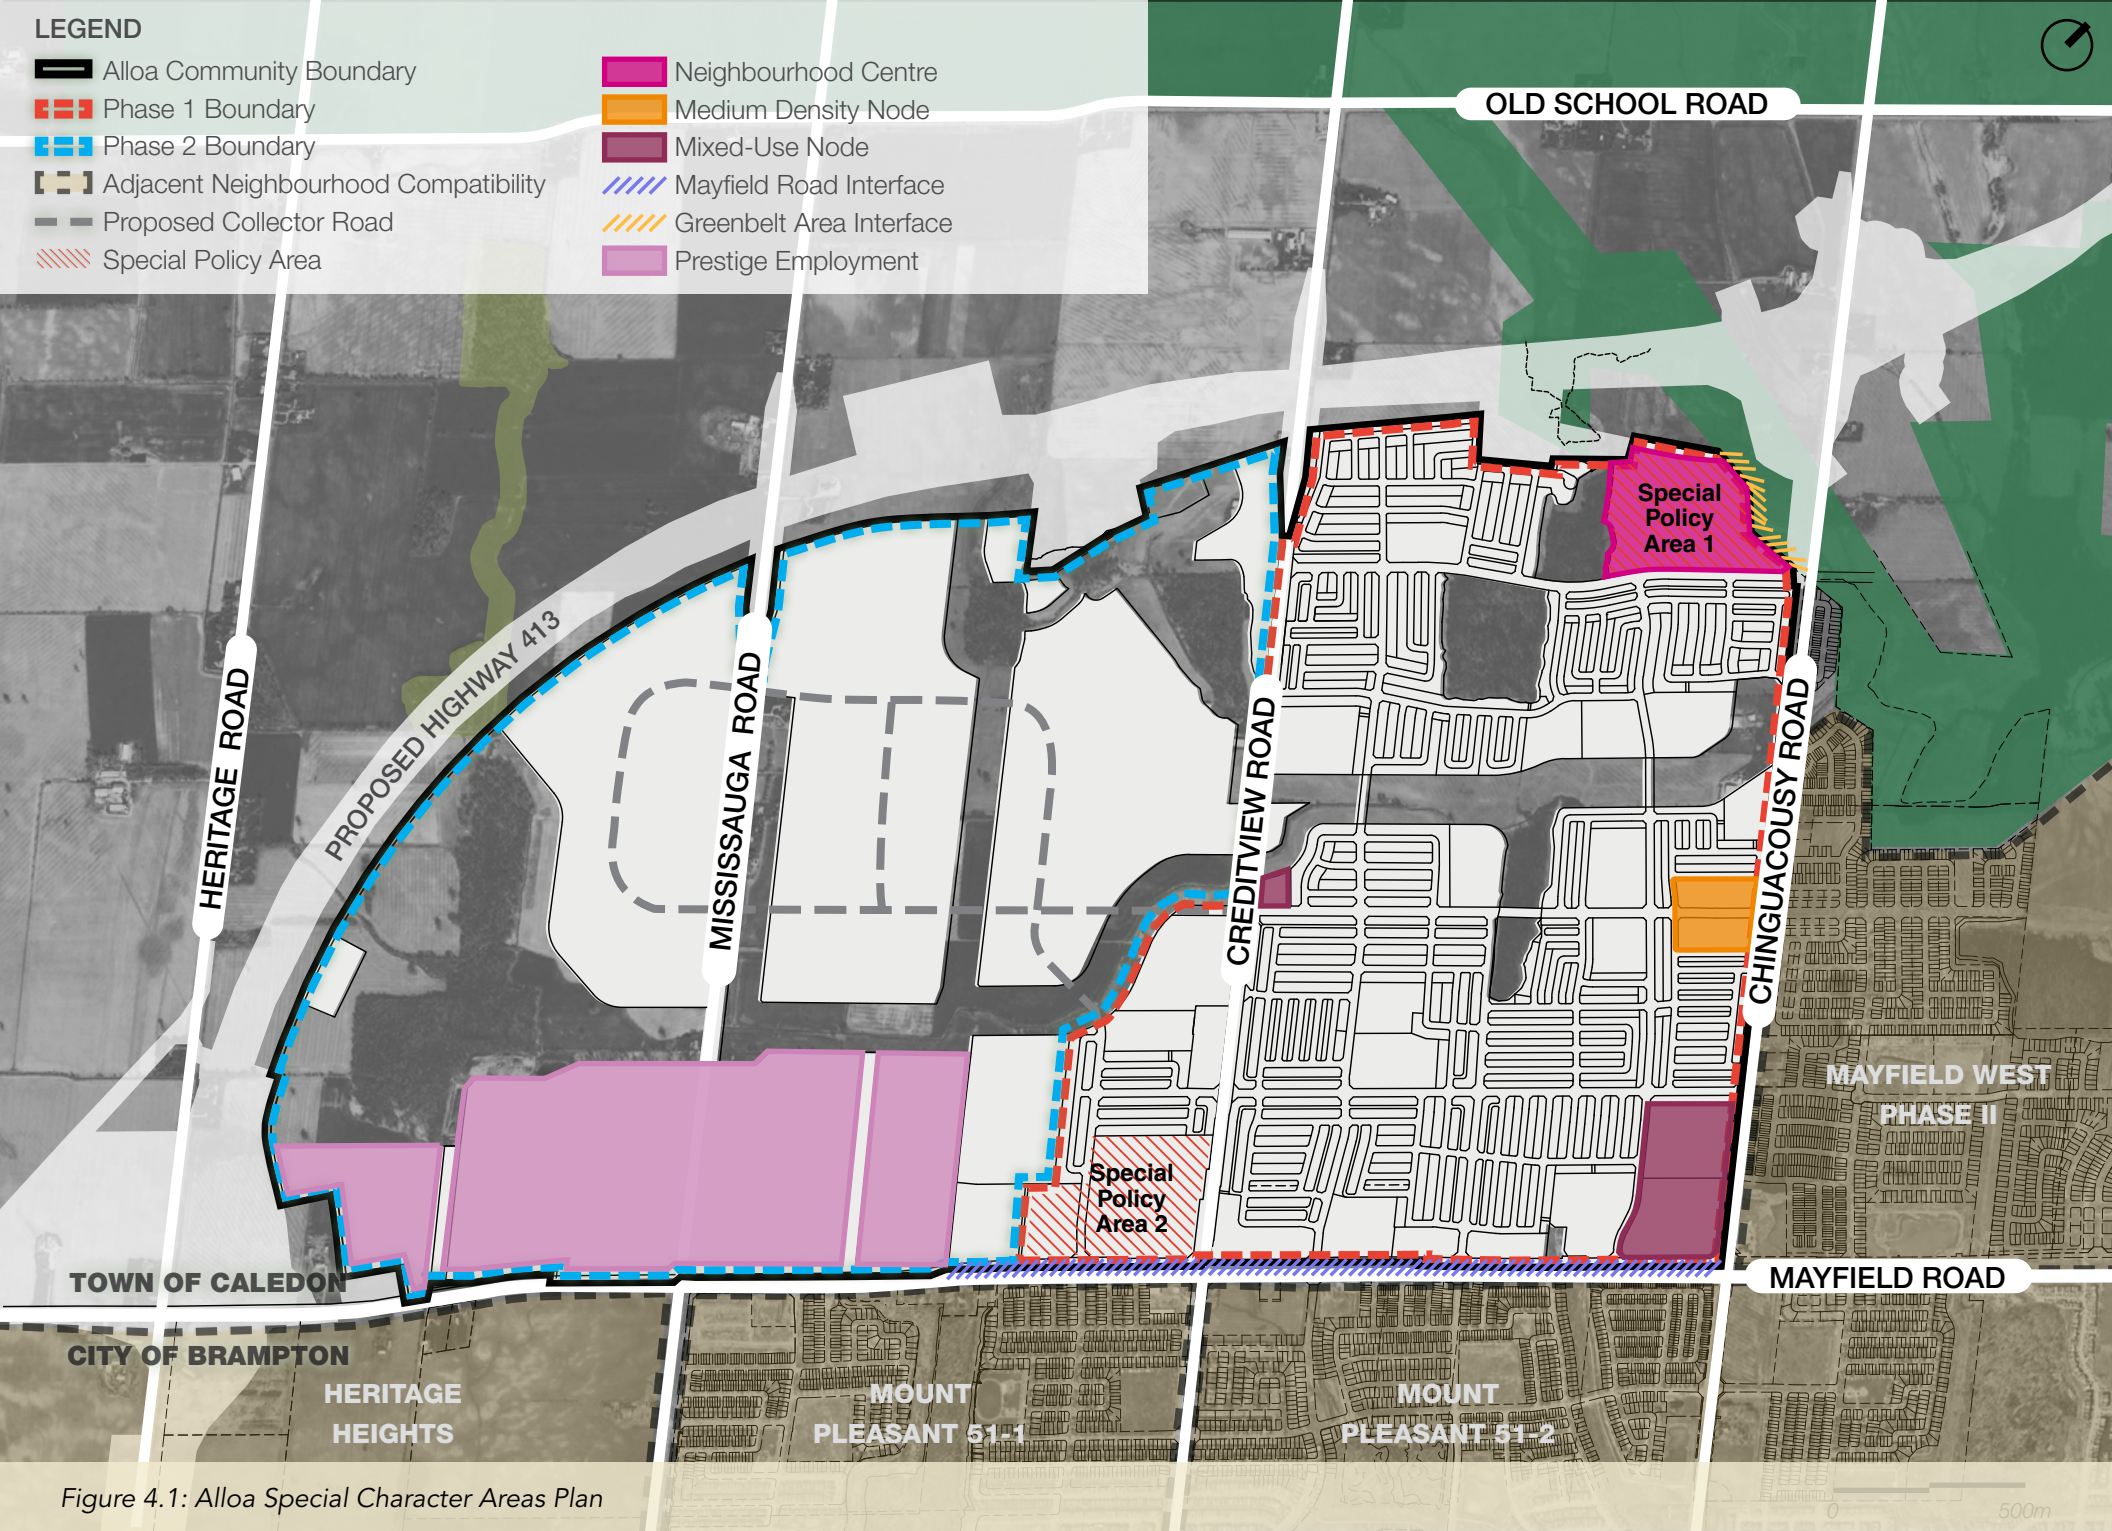 LEGEND
Alloa Community Boundary
Phase 1 Boundary
Phase 2 Boundary
Adjacent Neighbourhood Compatibility
Proposed Collector Road
Special Policy Area
Neighbourhood Centre
Medium Density Node
Mixed-Use Node
Mayfield Road Interface
Greenbelt Area Interface
Prestige Employment
OLD SCHOOL ROAD
Special
Policy
Area 1
PROPOSED HIGHWAY 413
HERITAGE ROAD
MISSISSAUGA ROAD
CREDITVIEW ROAD
CHINGUACOUSY ROAD
MAYFIELD WEST
PHASE II
Special
Policy
Area 2
TOWN OF CALEDON
MAYFIELD ROAD
CITY OF BRAMPTON
HERITAGE
HEIGHTS
MOUNT
PLEASANT 51-1
MOUNT
PLEASANT 51-2
Figure 4.1: Alloa Special Character Areas Plan
0 500m